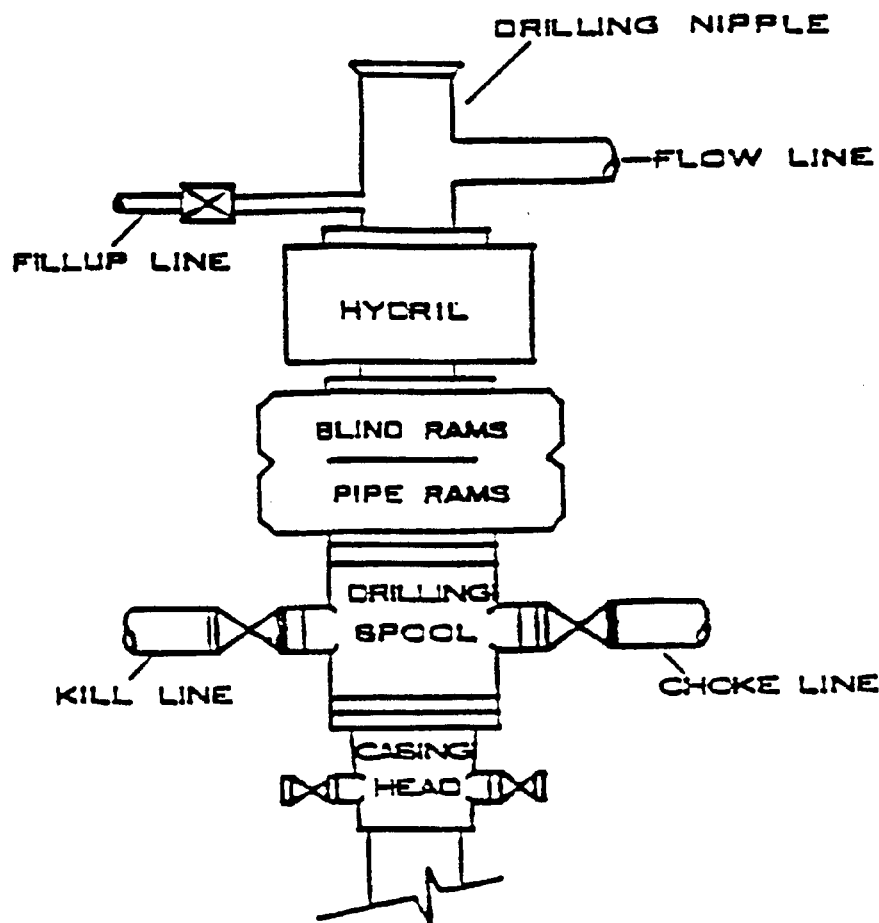 DRILLING NIPPLE
FLOW LINE
FILLUP LINE
HYDRIL
BLIND RAMS
PIPE RAMS
DRILLING
SPOOL
KILL LINE
CHOKE LINE
CASING
HEAD